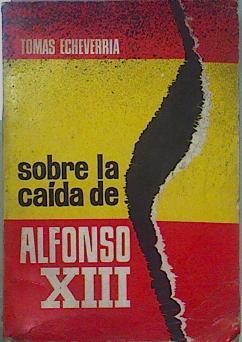 TOMAS ECHEVERRIA
sobre la
caída de
ALFONSO
XIII